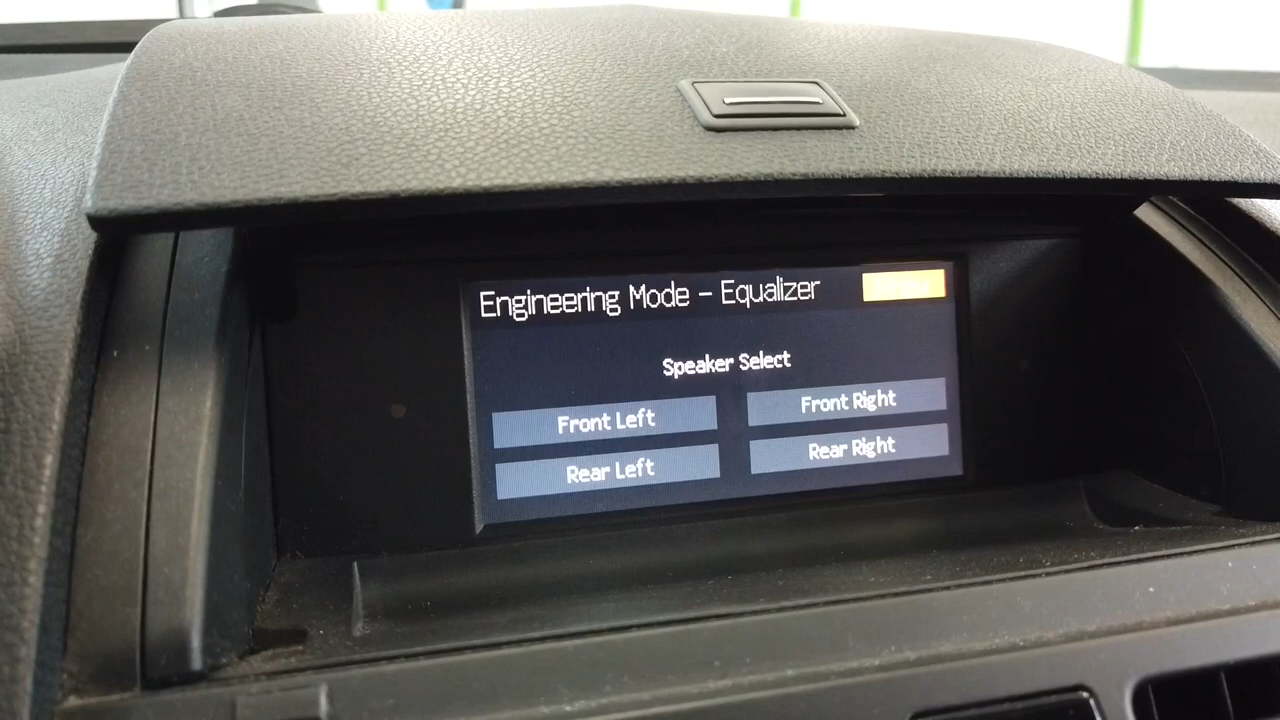 Engineering Mode - Equalizer
Speaker Select
Front Left
Front Right
Rear Left
Rear Right